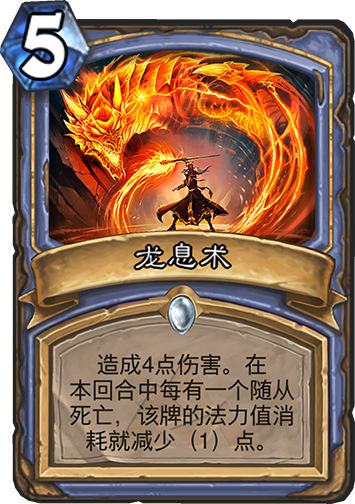 5
龙息术
造成4点伤害。在
本回合中每有一个随从
死亡，该牌的法力值消
耗就减少（1）点。